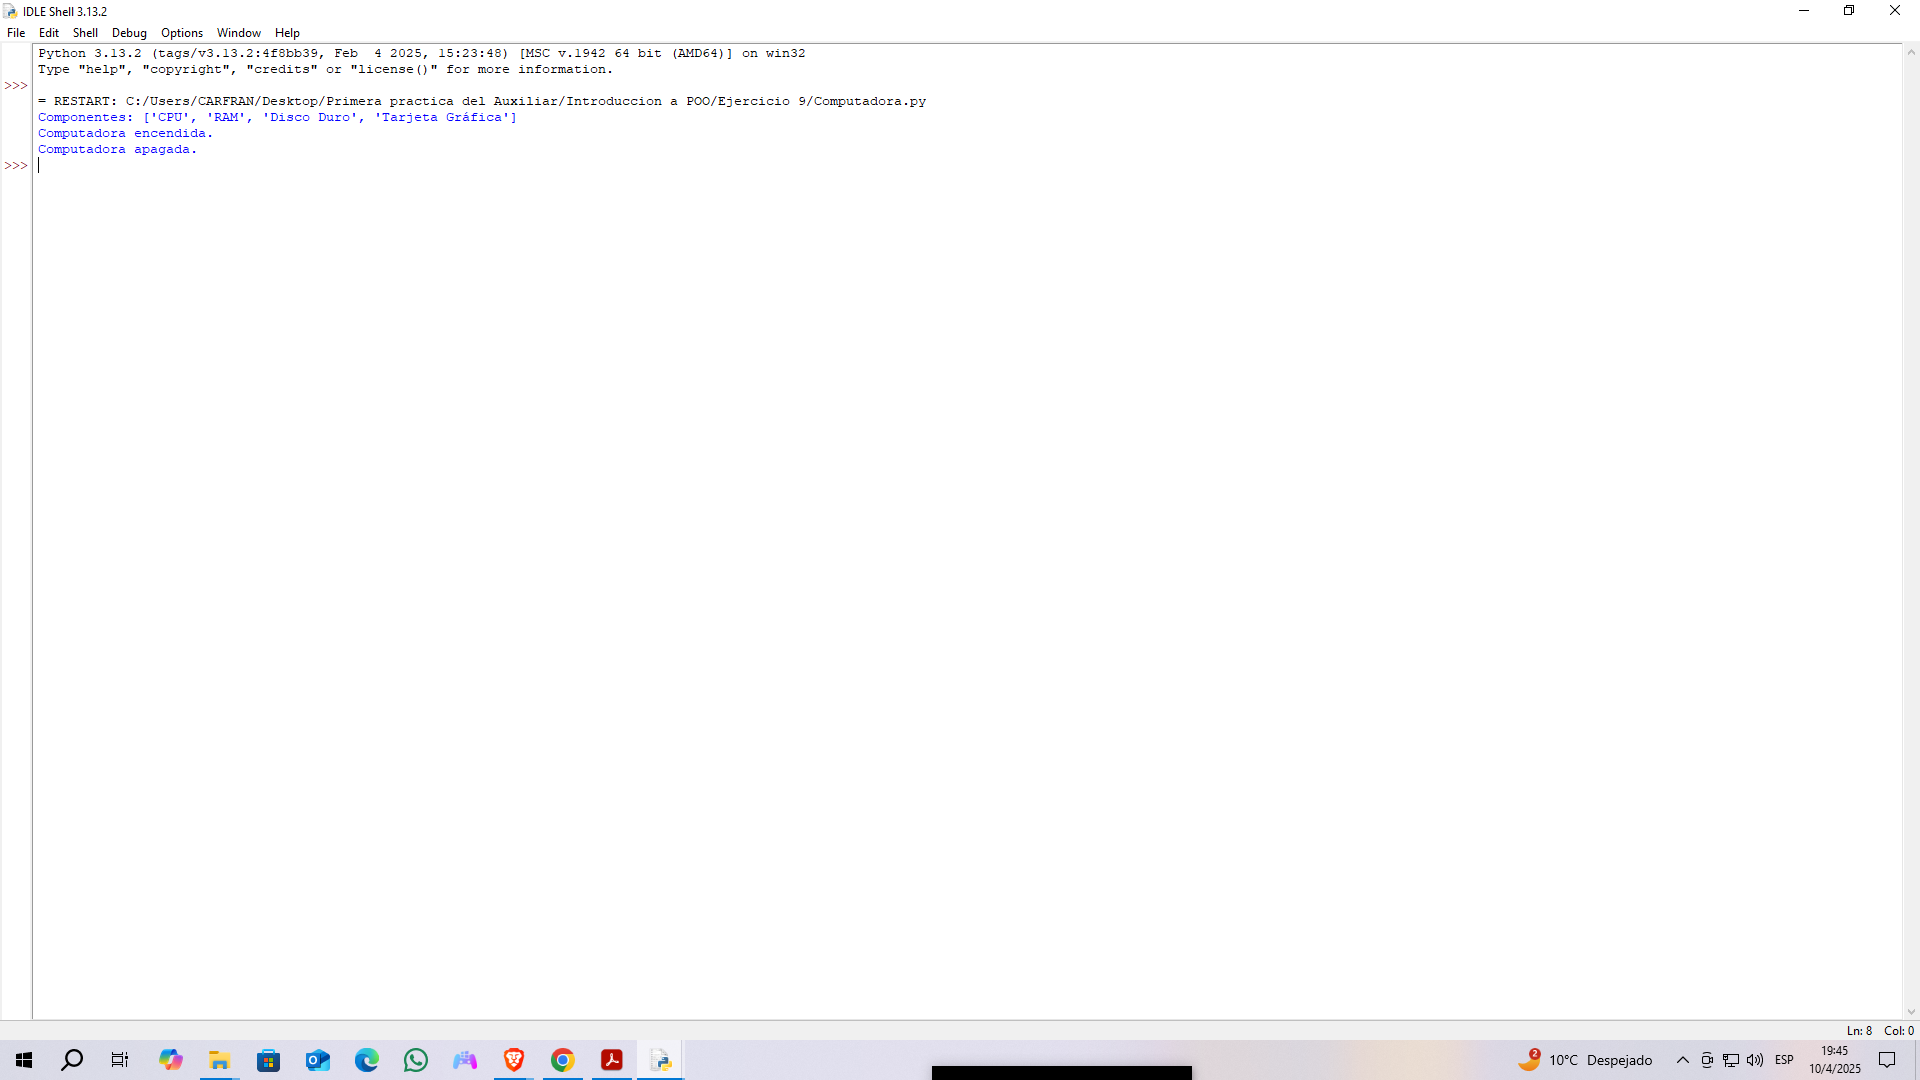 IDLE Shell 3.13.2
File Edit Shell Debug Options Window Help
Python 3.13.2 (tags/v3.13.2:4f8bb39, Feb  4 2025, 15:23:48) [MSC v.1942 64 bit (AMD64)] on win32
Type "help", "copyright", "credits" or "license()" for more information.
>>>
= RESTART: C:/Users/CARFRAN/Desktop/Primera practica del Auxiliar/Introduccion a POO/Ejercicio 9/Computadora.py
Componentes: ['CPU', 'RAM', 'Disco Duro', 'Tarjeta Gráfica']
Computadora encendida.
Computadora apagada.
>>>
Ln: 8 Col: 0
2 10°C Despejado ESP 19:45
10/4/2025